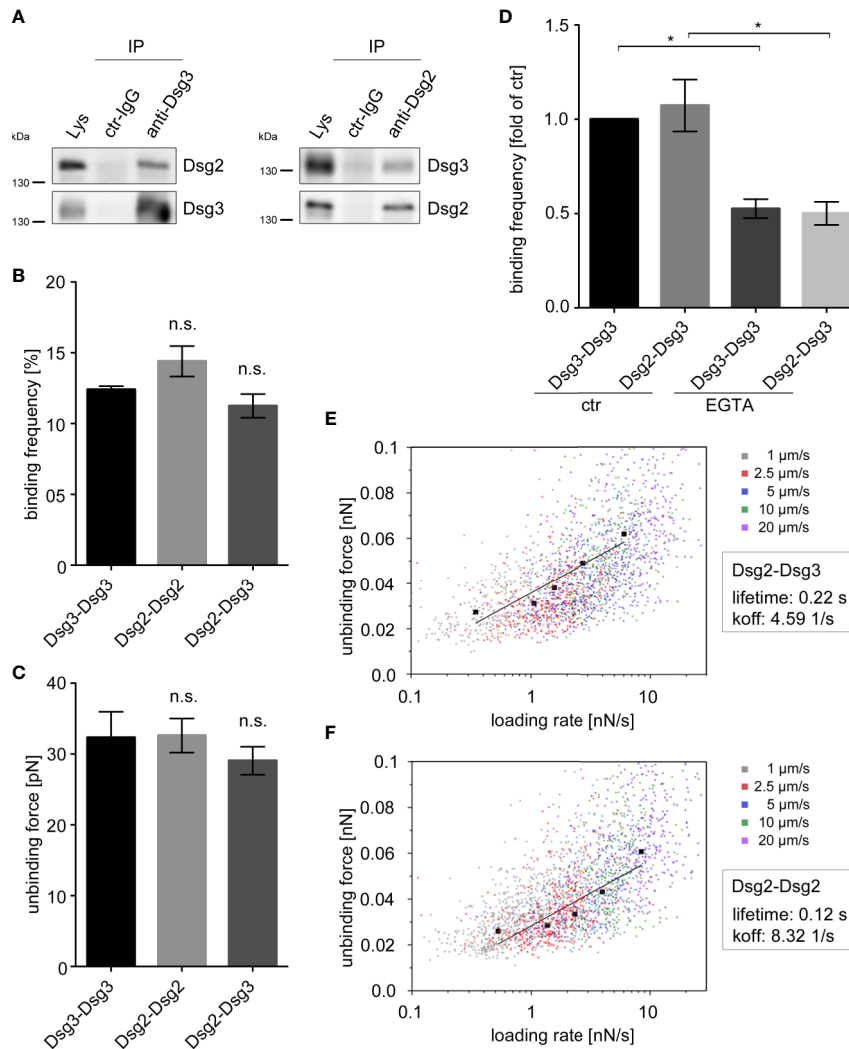 A
IP
IP
Lys
ctr-IgG
anti-Dsg3
Lys
ctr-IgG
anti-Dsg2
kDa
kDa
130
Dsg2
130
Dsg3
130
Dsg3
130
Dsg2
B
binding frequency [%]
20
15
10
05
0
n.s.
n.s.
Dsg3-Dsg3
Dsg2-Dsg2
Dsg2-Dsg3
C
unbinding force [pN]
40
30
20
10
0
n.s.
n.s.
Dsg3-Dsg3
Dsg2-Dsg2
Dsg2-Dsg3
D
binding frequency [fold of ctr]
1.5
1.0
0.5
0.0
*
*
Dsg3-Dsg3
Dsg2-Dsg3
Dsg3-Dsg3
Dsg2-Dsg3
ctr
EGTA
E
unbinding force [nN]
0.1
0.08
0.06
0.04
0.02
0.0
0.1
1
10
loading rate [nN/s]
1 µm/s
2.5 µm/s
5 µm/s
10 µm/s
20 µm/s
Dsg2-Dsg3
lifetime: 0.22 s
koff: 4.59 1/s
F
unbinding force [nN]
0.1
0.08
0.06
0.04
0.02
0.0
0.1
1
10
loading rate [nN/s]
1 µm/s
2.5 µm/s
5 µm/s
10 µm/s
20 µm/s
Dsg2-Dsg2
lifetime: 0.12 s
koff: 8.32 1/s